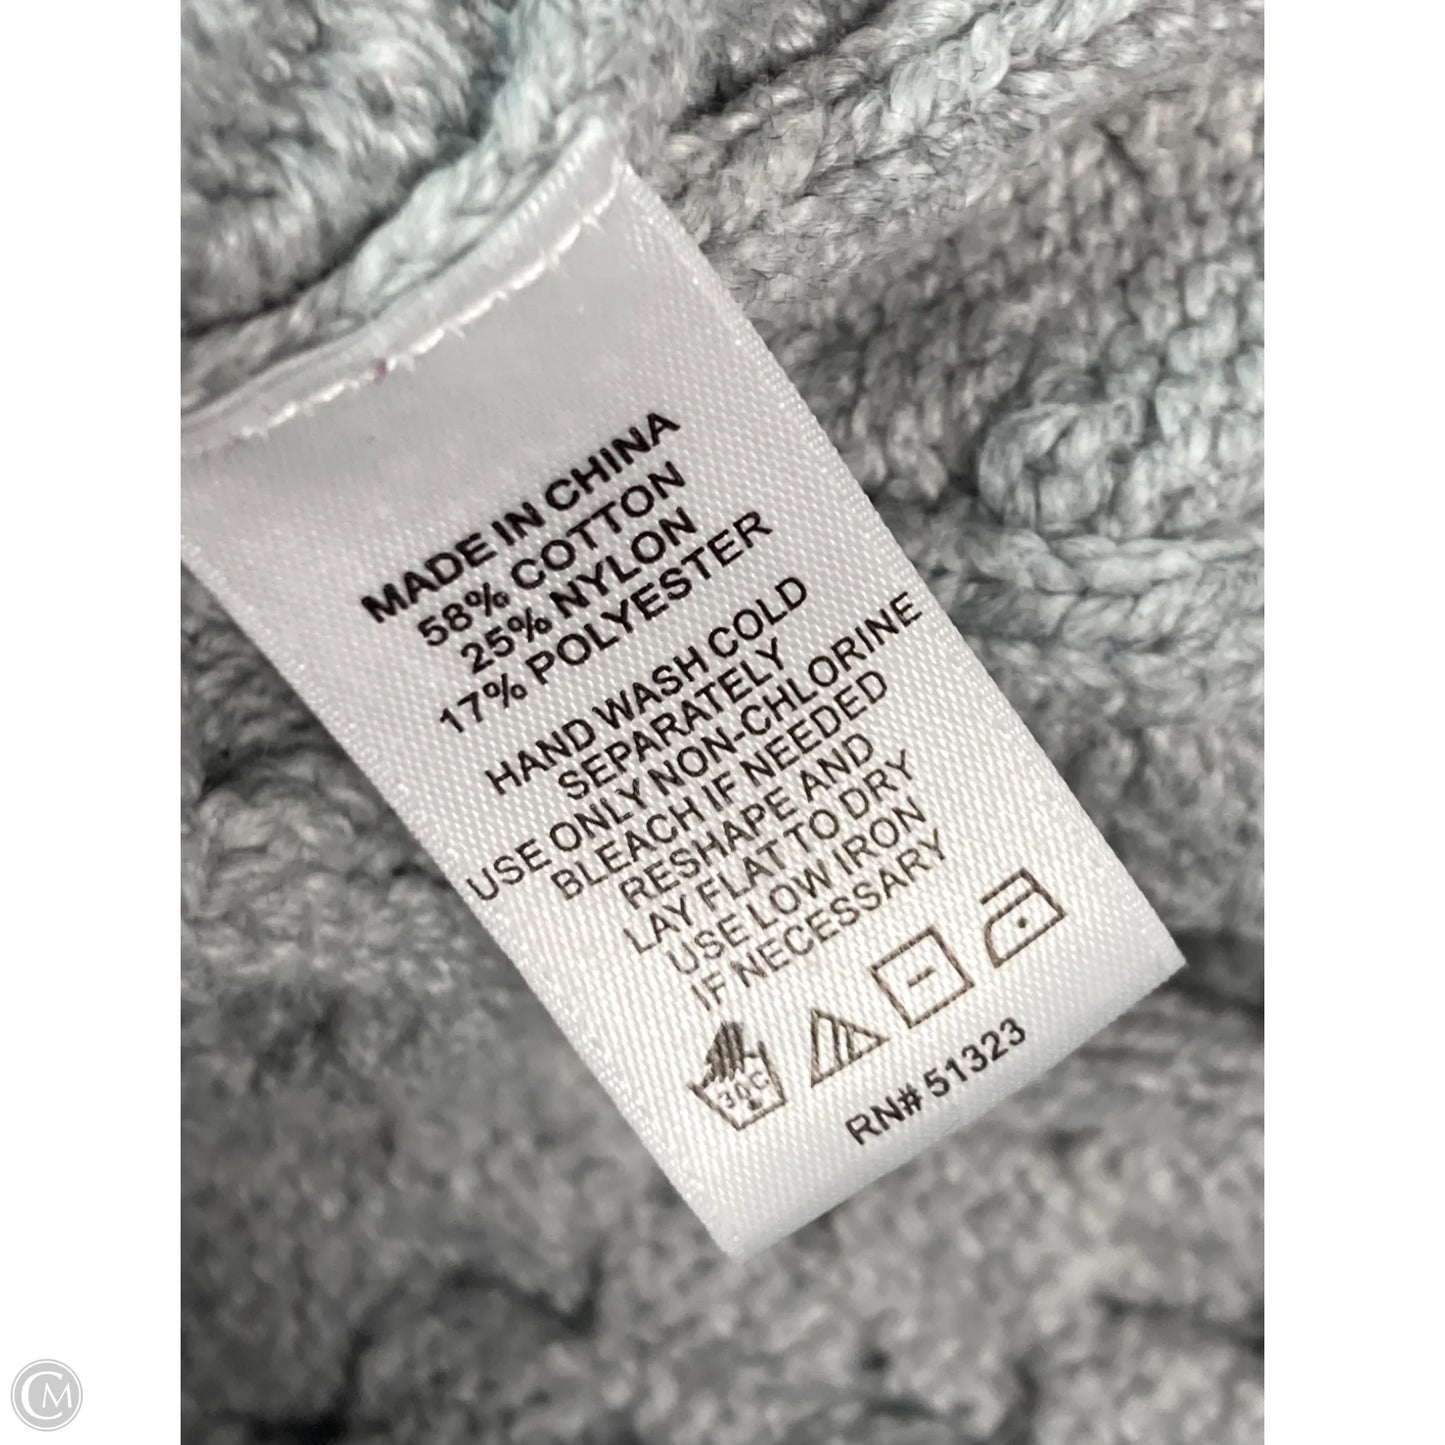 MADE IN CHINA
58% COTTON
25% NYLON
17% POLYESTER
HAND WASH COLD
SEPARATELY
USE ONLY NON-CHLORINE
BLEACH IF NEEDED
RESHAPE AND
LAY FLAT TO DRY
USE LOW IRON
IF NECESSARY
30C
RN# 51323
CM